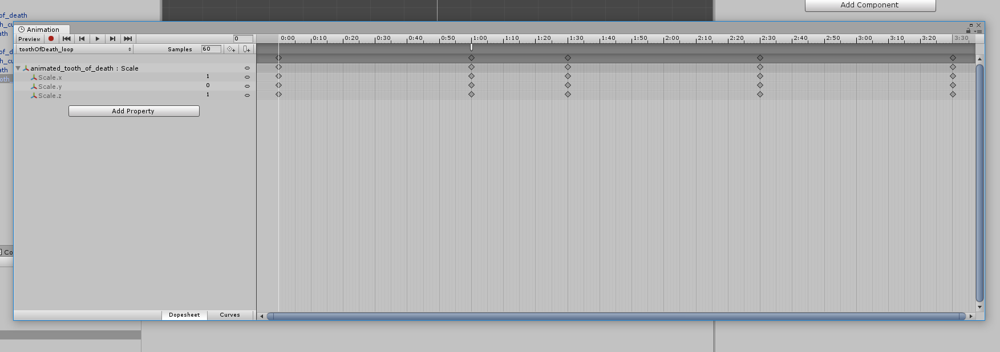 Add Component
of_death
h_cu
ath
of_d
h_cu
ath
oth_
Co
Animation
Preview
0
0:00 0:10 0:20 0:30 0:40 0:50 1:00 1:10 1:20 1:30 1:40 1:50 2:00 2:10 2:20 2:30 2:40 2:50 3:00 3:10 3:20 3:30
toothOfDeath_loop Samples 60
animated_tooth_of_death : Scale
Scale.x 1
Scale.y 0
Scale.z 1
Add Property
Dopesheet Curves